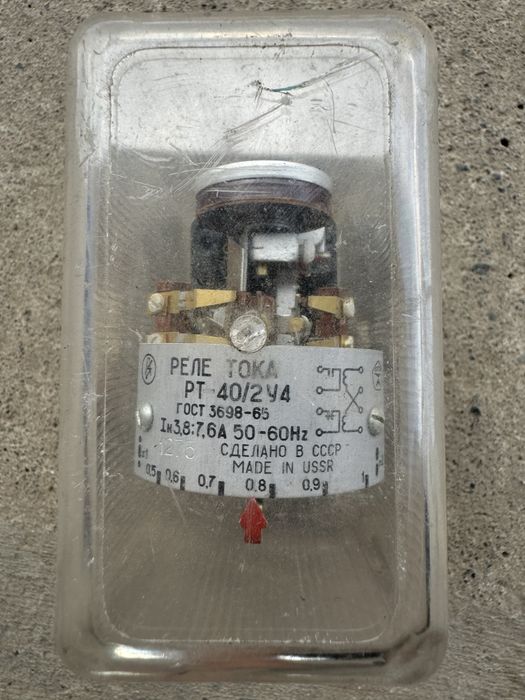 РЕЛЕ ТОКА
РТ-40/2У4
ГОСТ 3698-65
Iн3,8:7,6А 50-60Hz
СДЕЛАНО В СССР
MADE IN USSR
0,5 0,6 0,7 0,8 0,9 1